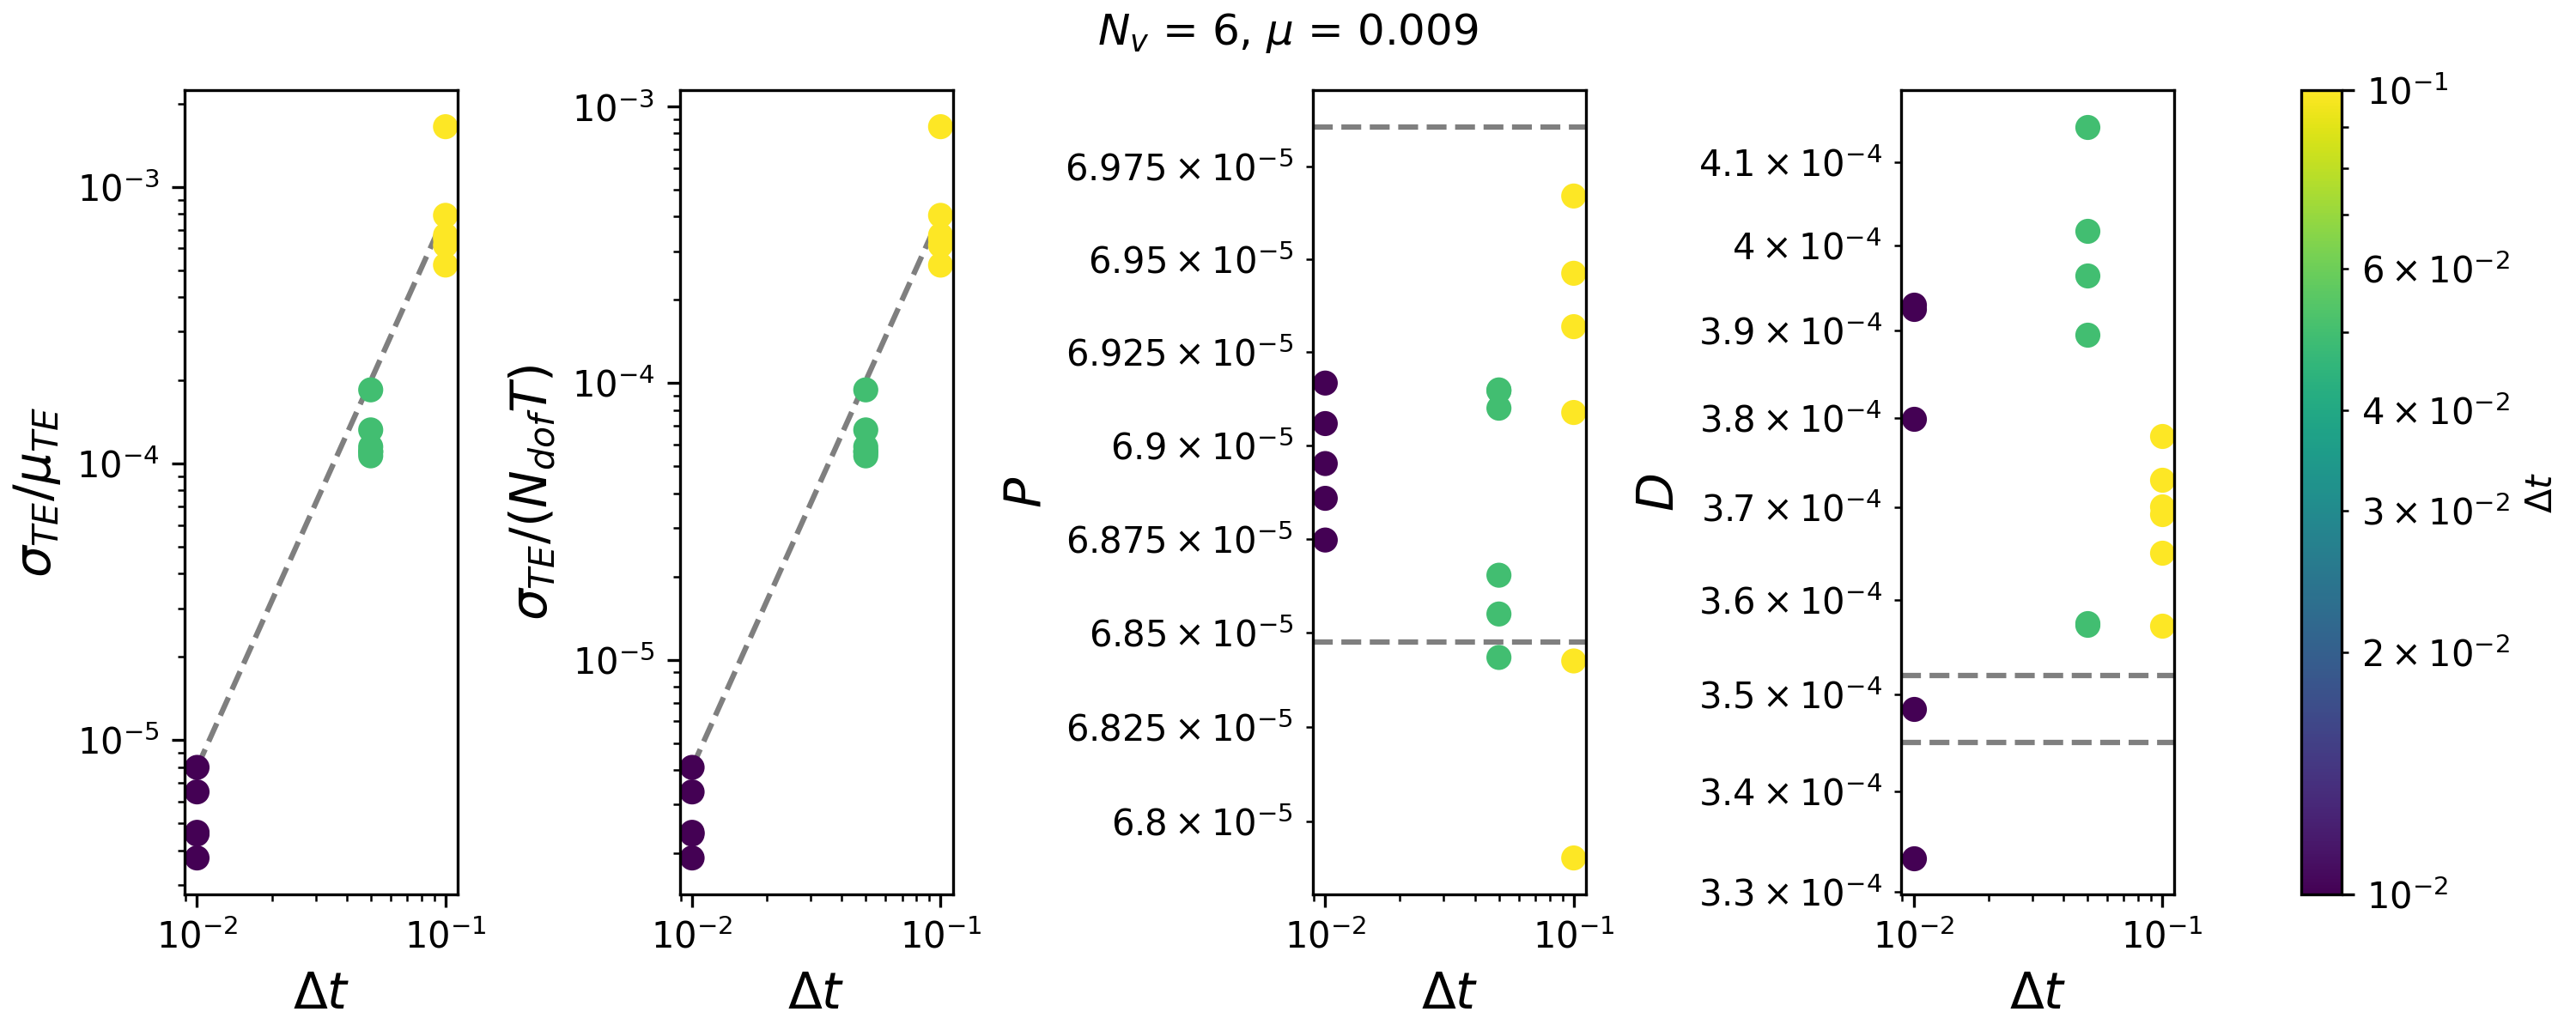 N_v = 6, μ = 0.009
σ_TE/μ_TE
10^−3
10^−4
10^−5
10^−2
10^−1
Δt
σ_TE/(N_dof T)
10^−3
10^−4
10^−5
10^−2
10^−1
Δt
P
6.975 × 10^−5
6.95 × 10^−5
6.925 × 10^−5
6.9 × 10^−5
6.875 × 10^−5
6.85 × 10^−5
6.825 × 10^−5
6.8 × 10^−5
10^−2
10^−1
Δt
D
4.1 × 10^−4
4 × 10^−4
3.9 × 10^−4
3.8 × 10^−4
3.7 × 10^−4
3.6 × 10^−4
3.5 × 10^−4
3.4 × 10^−4
3.3 × 10^−4
10^−2
10^−1
Δt
10^−1
6 × 10^−2
4 × 10^−2
3 × 10^−2
2 × 10^−2
10^−2
Δt